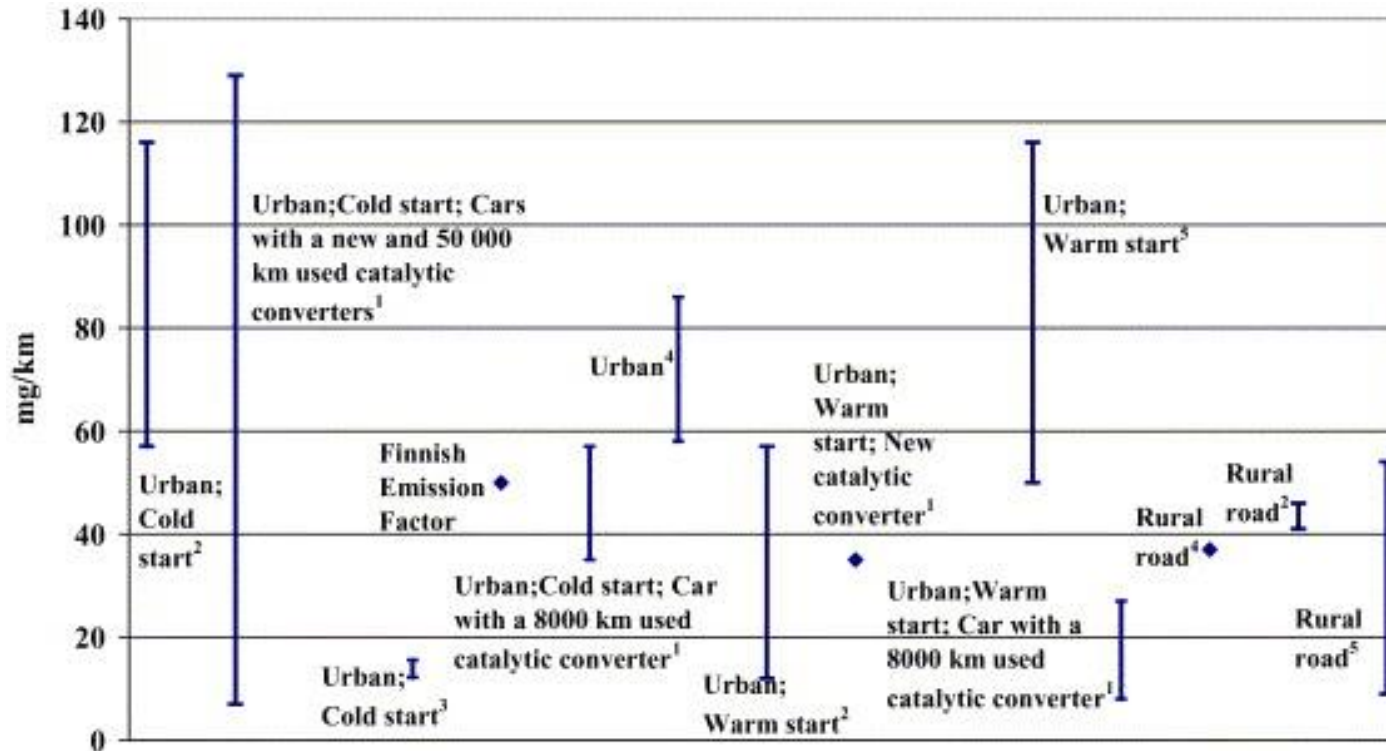 140
120
100
80
60
40
20
0
mg/km
Urban;
Cold
start²
Urban;Cold start; Cars
with a new and 50 000
km used catalytic
converters¹
Urban;
Cold start³
Finnish
Emission
Factor
Urban;Cold start; Car
with a 8000 km used
catalytic converter¹
Urban⁴
Urban;
Warm start²
Urban;
Warm
start; New
catalytic
converter¹
Urban;
Warm start⁵
Urban;Warm
start; Car with a
8000 km used
catalytic converter¹
Rural
road⁴
Rural
road²
Rural
road⁵